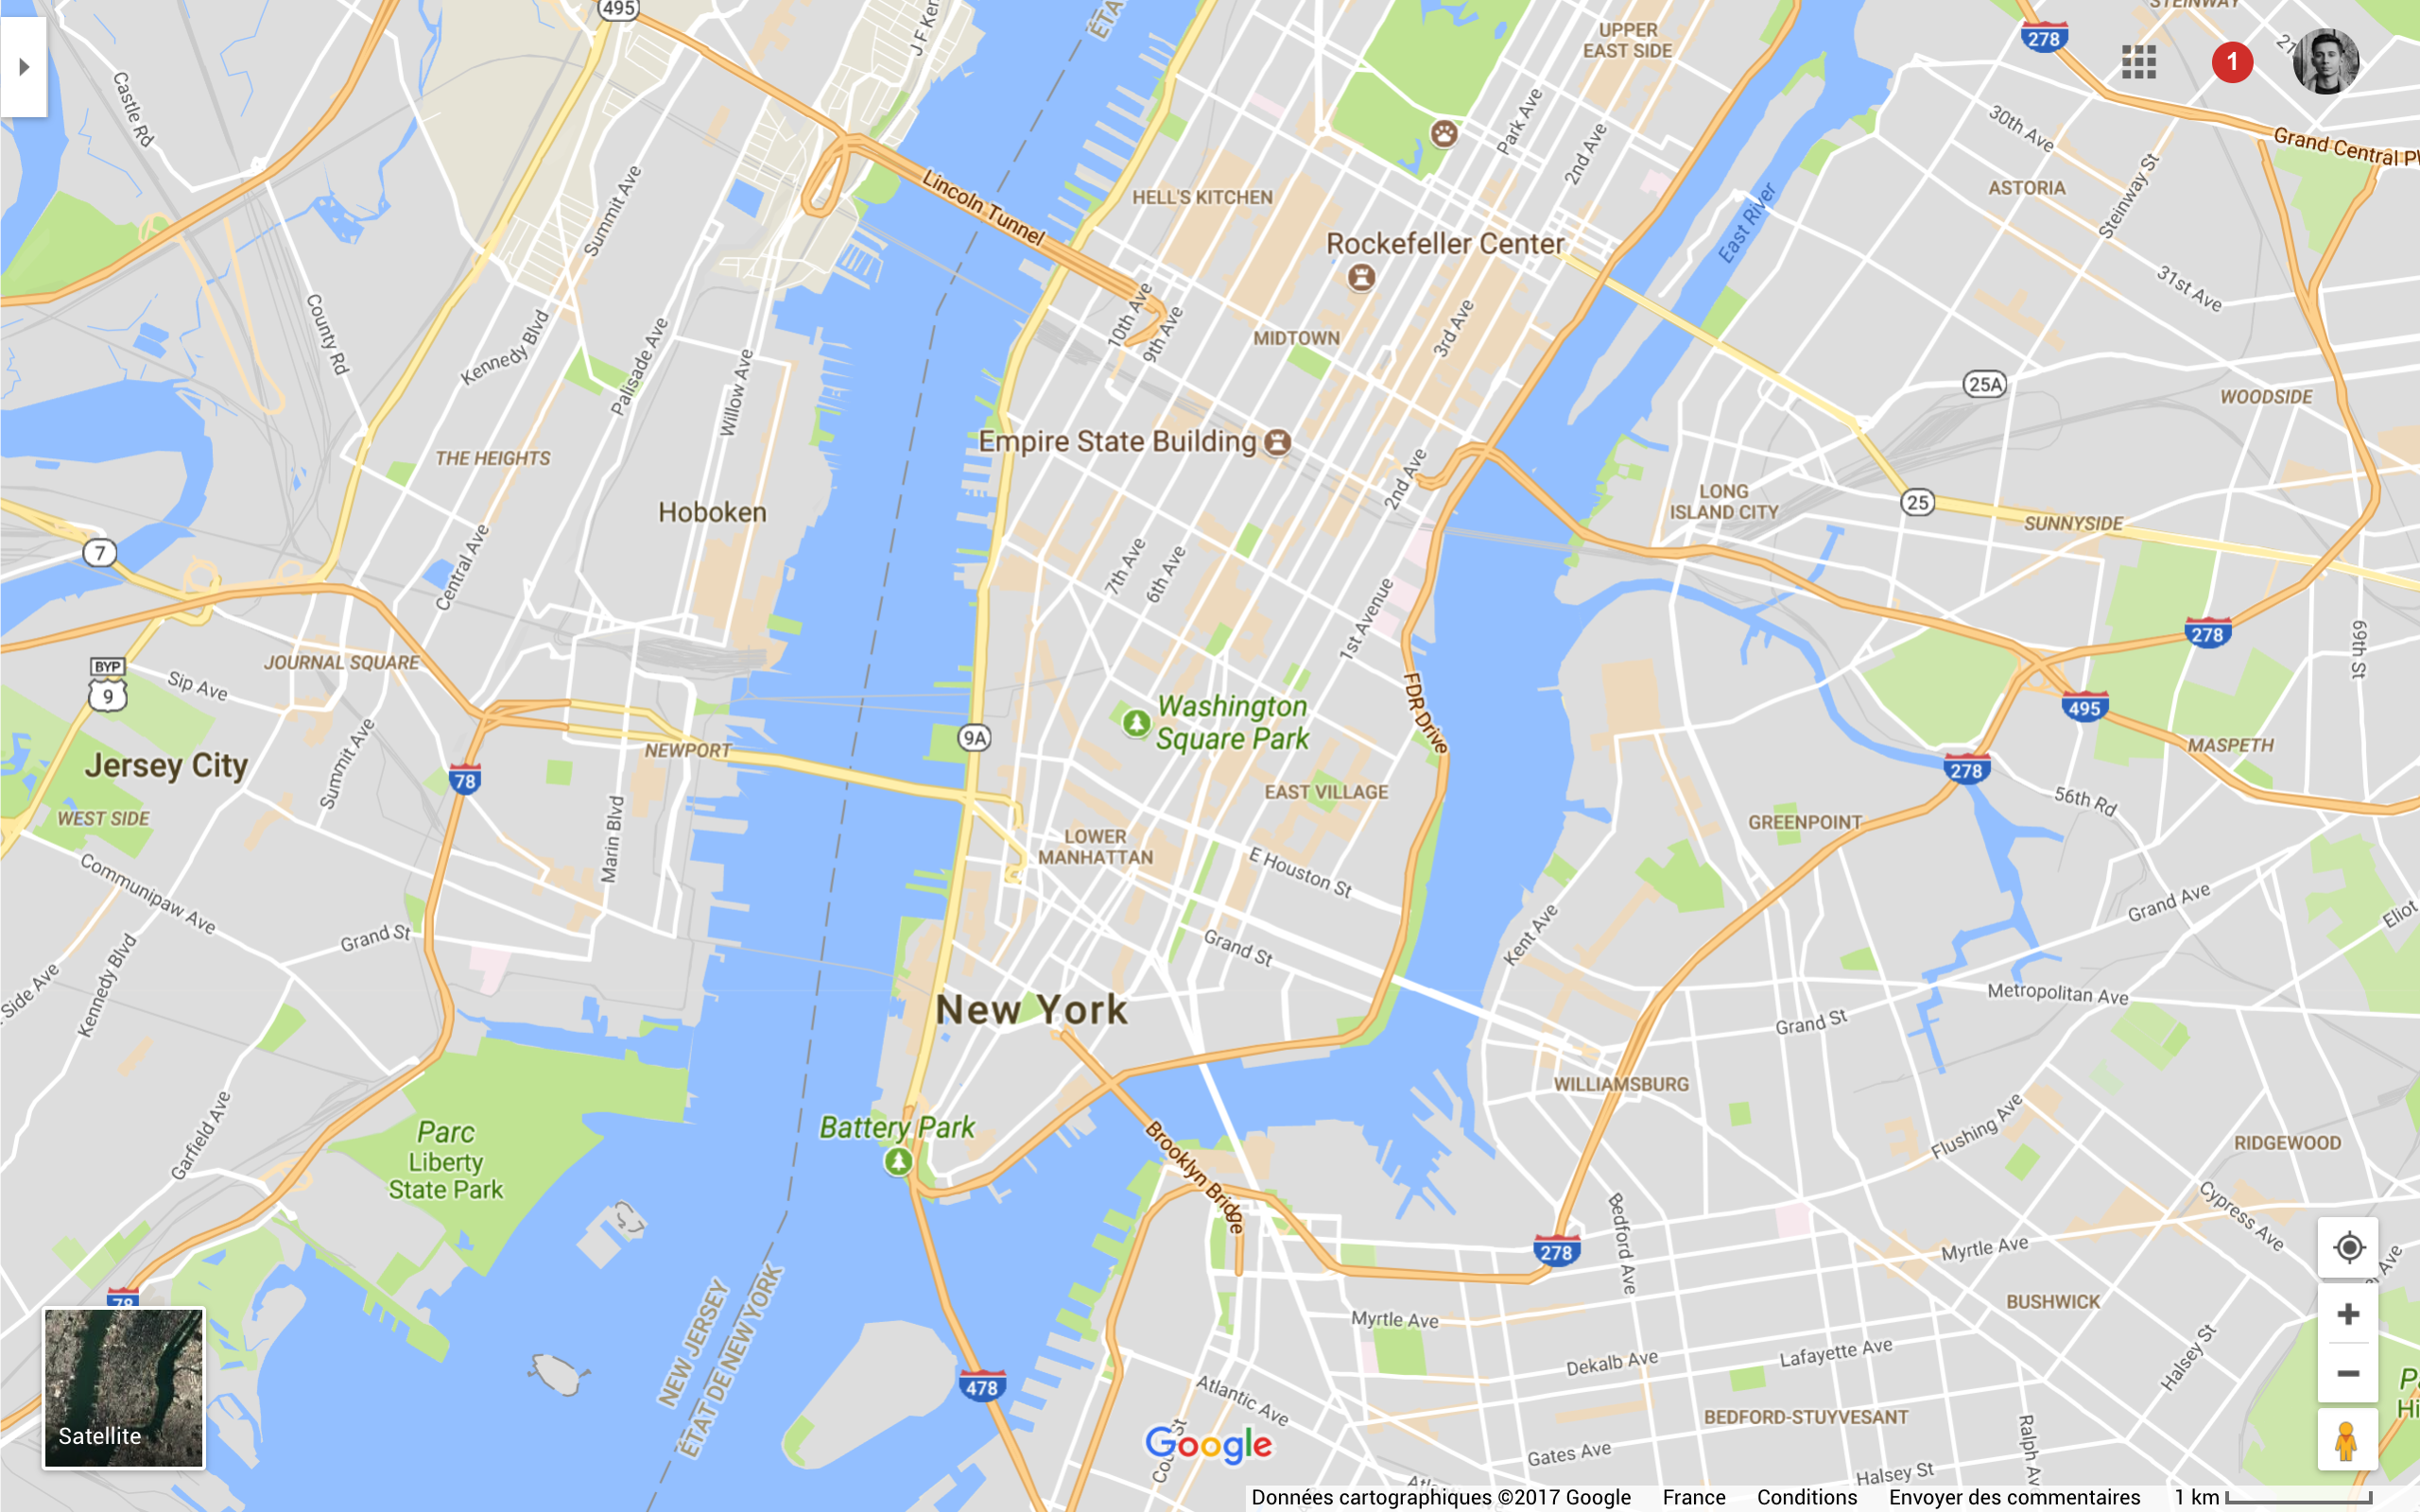 495
J F Ken
ÉTA
UPPER
EAST SIDE
STEINWAY
278
21
1
Castle Rd
Park Ave
2nd Ave
30th Ave
Grand Central P
Lincoln Tunnel
HELL'S KITCHEN
Steinway St
ASTORIA
Summit Ave
East River
Rockefeller Center
31st Ave
County Rd
Kennedy Blvd
Palisade Ave
Willow Ave
10th Ave
9th Ave
MIDTOWN
3rd Ave
25A
WOODSIDE
THE HEIGHTS
Empire State Building
2nd Ave
Hoboken
LONG
ISLAND CITY
25
SUNNYSIDE
7
Central Ave
7th Ave
6th Ave
1st Avenue
278
69th St
JOURNAL SQUARE
BYP
9
Sip Ave
FDR Drive
495
Washington
Square Park
9A
NEWPORT
MASPETH
Jersey City
78
Summit Ave
278
EAST VILLAGE
56th Rd
WEST SIDE
Marin Blvd
LOWER
MANHATTAN
GREENPOINT
E Houston St
Communipaw Ave
Grand Ave
Eliot
Grand St
Kent Ave
Grand St
Side Ave
Kennedy Blvd
New York
Metropolitan Ave
Grand St
WILLIAMSBURG
Battery Park
Flushing Ave
Parc
Liberty
State Park
Garfield Ave
Brooklyn Bridge
RIDGEWOOD
Cypress Ave
Bedford Ave
278
Myrtle Ave
Ave
78
NEW JERSEY
ÉTAT DE NEW YORK
Myrtle Ave
BUSHWICK
Halsey St
Dekalb Ave
Lafayette Ave
478
Atlantic Ave
P
Hi
BEDFORD-STUYVESANT
Satellite
Google
Gates Ave
Ralph Av
Halsey St
Données cartographiques ©2017 Google France Conditions Envoyer des commentaires 1 km